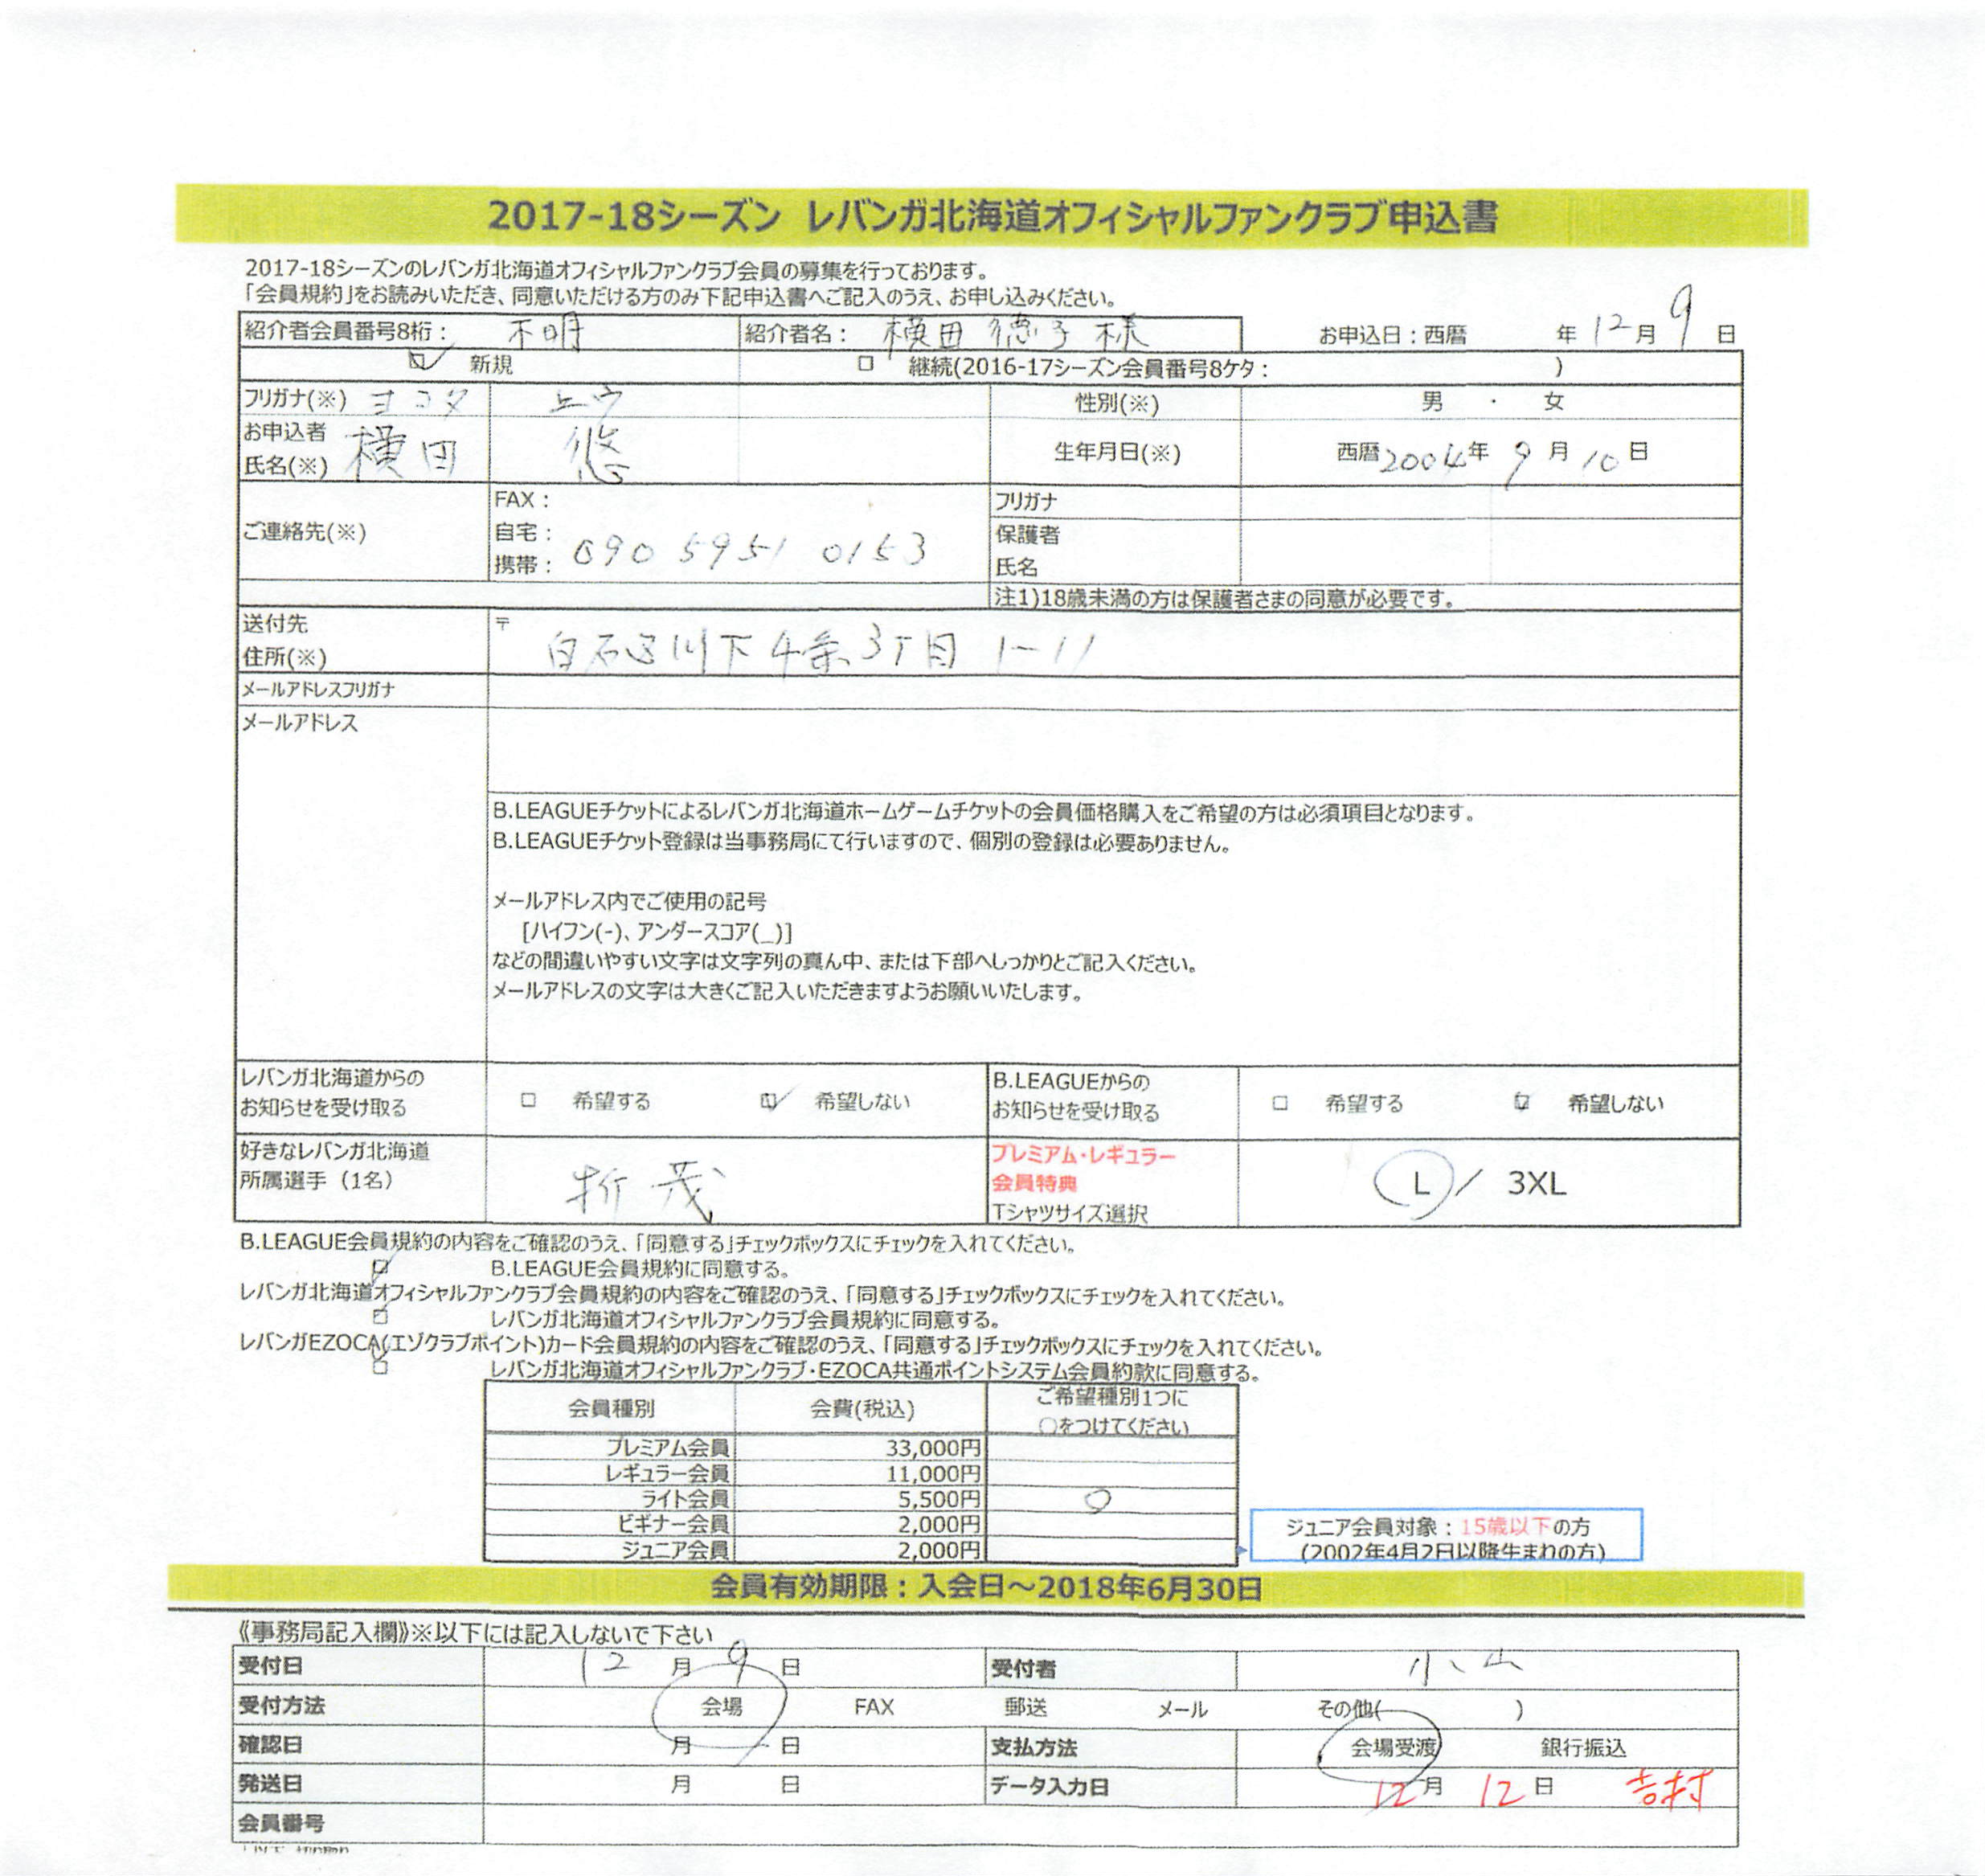 2017-18シーズン レバンガ北海道オフィシャルファンクラブ申込書
2017-18シーズンのレバンガ北海道オフィシャルファンクラブ会員の募集を行っております。
「会員規約」をお読みいただき、同意いただける方のみ下記申込書へご記入のうえ、お申し込みください。
紹介者会員番号8桁： 不明 紹介者名： 横田 徳子 様 お申込日：西暦 年 12月 9日
☑ 新規 □ 継続(2016-17シーズン会員番号8ケタ： )
フリガナ(※) ヨコタ ユウ 性別(※) 男 ・ 女
お申込者
氏名(※) 横田 悠 生年月日(※) 西暦2004年 9月 10日
FAX： フリガナ
ご連絡先(※) 自宅： 保護者
携帯： 090 5951 0153 氏名
注1)18歳未満の方は保護者さまの同意が必要です。
送付先 〒
住所(※) 白石区川下4条3丁目 1-11
メールアドレスフリガナ
メールアドレス
B.LEAGUEチケットによるレバンガ北海道ホームゲームチケットの会員価格購入をご希望の方は必須項目となります。
B.LEAGUEチケット登録は当事務局にて行いますので、個別の登録は必要ありません。
メールアドレス内でご使用の記号
[ハイフン(-)、アンダースコア(_)]
などの間違いやすい文字は文字列の真ん中、または下部へしっかりとご記入ください。
メールアドレスの文字は大きくご記入いただきますようお願いいたします。
レバンガ北海道からの
お知らせを受け取る □ 希望する ☑ 希望しない
B.LEAGUEからの
お知らせを受け取る □ 希望する ☑ 希望しない
好きなレバンガ北海道
所属選手（1名） 折茂
プレミアム・レギュラー
会員特典
Tシャツサイズ選択 L / 3XL
B.LEAGUE会員規約の内容をご確認のうえ、「同意する」チェックボックスにチェックを入れてください。
☑ B.LEAGUE会員規約に同意する。
レバンガ北海道オフィシャルファンクラブ会員規約の内容をご確認のうえ、「同意する」チェックボックスにチェックを入れてください。
☑ レバンガ北海道オフィシャルファンクラブ会員規約に同意する。
レバンガEZOCA(エゾクラブポイント)カード会員規約の内容をご確認のうえ、「同意する」チェックボックスにチェックを入れてください。
☑ レバンガ北海道オフィシャルファンクラブ・EZOCA共通ポイントシステム会員約款に同意する。
会員種別 会費(税込) ご希望種別1つに
○をつけてください
プレミアム会員 33,000円
レギュラー会員 11,000円
ライト会員 5,500円 ○
ビギナー会員 2,000円
ジュニア会員 2,000円
ジュニア会員対象：15歳以下の方
(2002年4月2日以降生まれの方)
会員有効期限：入会日～2018年6月30日
《事務局記入欄》※以下には記入しないで下さい
受付日 12月 9日 受付者 小山
受付方法 会場 FAX 郵送 メール その他( )
確認日 月 日 支払方法 会場受渡 銀行振込
発送日 月 日 データ入力日 12月 12日 吉村
会員番号